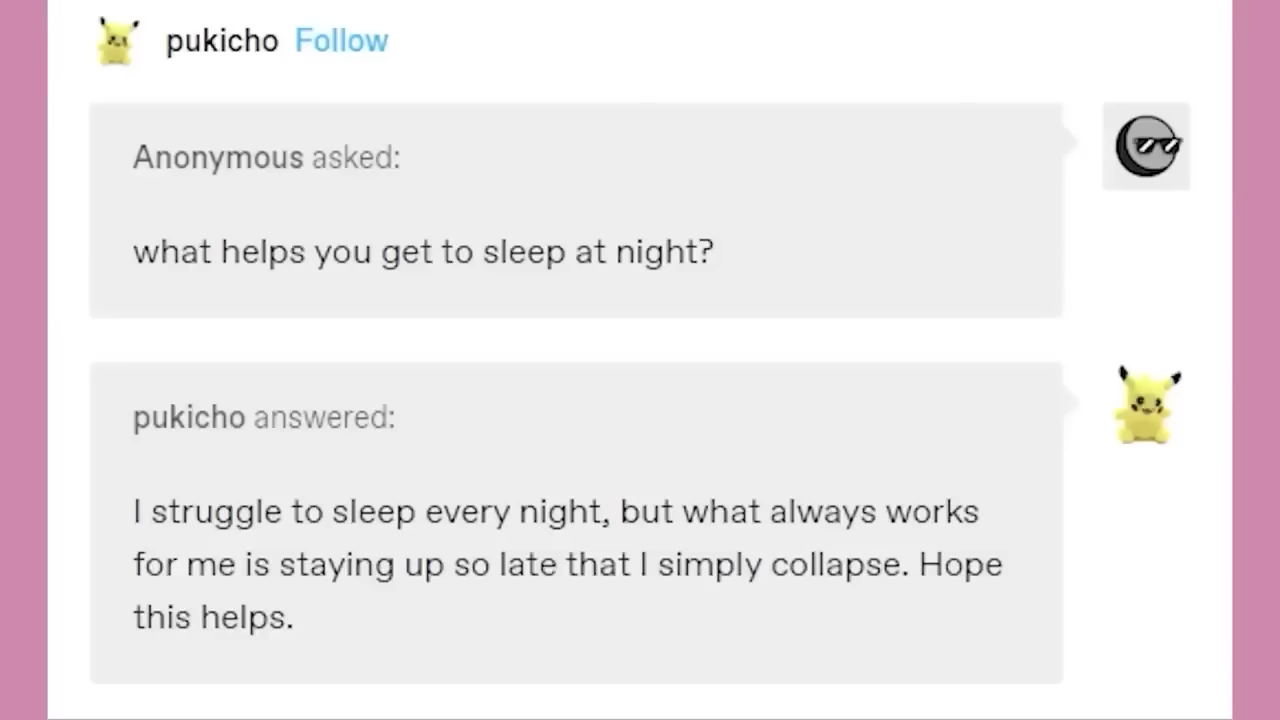 pukicho Follow
Anonymous asked:
what helps you get to sleep at night?
pukicho answered:
I struggle to sleep every night, but what always works
for me is staying up so late that I simply collapse. Hope
this helps.